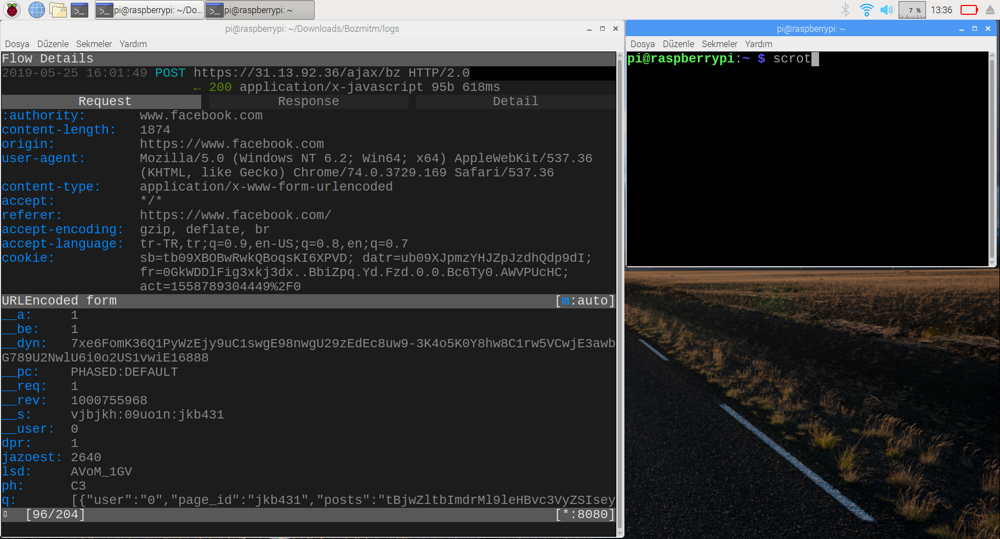 pi@raspberrypi: ~/Do...
pi@raspberrypi: ~
7 %
13:36
pi@raspberrypi: ~/Downloads/Bozmitm/logs
Dosya Düzenle Sekmeler Yardım
Flow Details
2019-05-25 16:01:49 POST https://31.13.92.36/ajax/bz HTTP/2.0
← 200 application/x-javascript 95b 618ms
Request Response Detail
:authority: www.facebook.com
content-length: 1874
origin: https://www.facebook.com
user-agent: Mozilla/5.0 (Windows NT 6.2; Win64; x64) AppleWebKit/537.36
(KHTML, like Gecko) Chrome/74.0.3729.169 Safari/537.36
content-type: application/x-www-form-urlencoded
accept: */*
referer: https://www.facebook.com/
accept-encoding: gzip, deflate, br
accept-language: tr-TR,tr;q=0.9,en-US;q=0.8,en;q=0.7
cookie: sb=tb09XBOBwRwkQBoqsKI6XPVD; datr=ub09XJpmzYHJZpJzdhQdp9dI;
fr=0GkWDDlFig3xkj3dx..BbiZpq.Yd.Fzd.0.0.Bc6Ty0.AWVPUcHC;
act=1558789304449%2F0
URLEncoded form [m:auto]
__a: 1
__be: 1
__dyn: 7xe6FomK36Q1PyWzEjy9uC1swgE98nwgU29zEdEc8uw9-3K4o5K0Y8hw8C1rw5VCwjE3awb
G789U2NwlU6i0o2US1vwiE16888
__pc: PHASED:DEFAULT
__req: 1
__rev: 1000755968
__s: vjbjkh:09uo1n:jkb431
__user: 0
dpr: 1
jazoest: 2640
lsd: AVoM_1GV
ph: C3
q: [{"user":"0","page_id":"jkb431","posts":"tBjwZltbImdrMl9leHBvc3VyZSIsey
⇩ [96/204] [*:8080]
pi@raspberrypi: ~
Dosya Düzenle Sekmeler Yardım
pi@raspberrypi:~ $ scrot